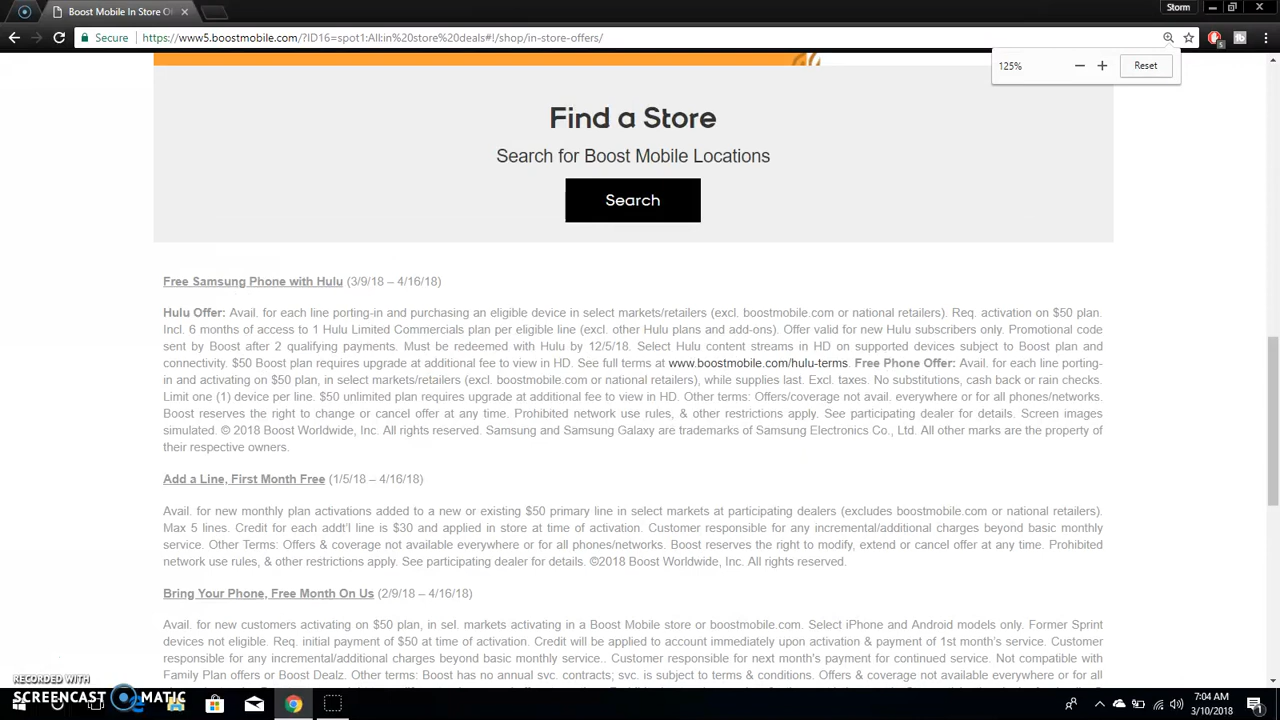 Boost Mobile In Store O
Storm
Secure
https://www5.boostmobile.com/?ID16=spot1:All:in%20store%20deals#!/shop/in-store-offers/
125%
Reset
Find a Store
Search for Boost Mobile Locations
Search
Free Samsung Phone with Hulu (3/9/18 – 4/16/18)
Hulu Offer: Avail. for each line porting-in and purchasing an eligible device in select markets/retailers (excl. boostmobile.com or national retailers). Req. activation on $50 plan.
Incl. 6 months of access to 1 Hulu Limited Commercials plan per eligible line (excl. other Hulu plans and add-ons). Offer valid for new Hulu subscribers only. Promotional code
sent by Boost after 2 qualifying payments. Must be redeemed with Hulu by 12/5/18. Select Hulu content streams in HD on supported devices subject to Boost plan and
connectivity. $50 Boost plan requires upgrade at additional fee to view in HD. See full terms at www.boostmobile.com/hulu-terms. Free Phone Offer: Avail. for each line porting-
in and activating on $50 plan, in select markets/retailers (excl. boostmobile.com or national retailers), while supplies last. Excl. taxes. No substitutions, cash back or rain checks.
Limit one (1) device per line. $50 unlimited plan requires upgrade at additional fee to view in HD. Other terms: Offers/coverage not avail. everywhere or for all phones/networks.
Boost reserves the right to change or cancel offer at any time. Prohibited network use rules, & other restrictions apply. See participating dealer for details. Screen images
simulated. © 2018 Boost Worldwide, Inc. All rights reserved. Samsung and Samsung Galaxy are trademarks of Samsung Electronics Co., Ltd. All other marks are the property of
their respective owners.
Add a Line, First Month Free (1/5/18 – 4/16/18)
Avail. for new monthly plan activations added to a new or existing $50 primary line in select markets at participating dealers (excludes boostmobile.com or national retailers).
Max 5 lines. Credit for each addt'l line is $30 and applied in store at time of activation. Customer responsible for any incremental/additional charges beyond basic monthly
service. Other Terms: Offers & coverage not available everywhere or for all phones/networks. Boost reserves the right to modify, extend or cancel offer at any time. Prohibited
network use rules, & other restrictions apply. See participating dealer for details. ©2018 Boost Worldwide, Inc. All rights reserved.
Bring Your Phone, Free Month On Us (2/9/18 – 4/16/18)
Avail. for new customers activating on $50 plan, in sel. markets activating in a Boost Mobile store or boostmobile.com. Select iPhone and Android models only. Former Sprint
devices not eligible. Req. initial payment of $50 at time of activation. Credit will be applied to account immediately upon activation & payment of 1st month's service. Customer
responsible for any incremental/additional charges beyond basic monthly service.. Customer responsible for next month's payment for continued service. Not compatible with
Family Plan offers or Boost Dealz. Other terms: Boost has no annual svc. contracts; svc. is subject to terms & conditions. Offers & coverage not available everywhere or for all
RECORDED WITH
SCREENCAST MATIC
7:04 AM
3/10/2018